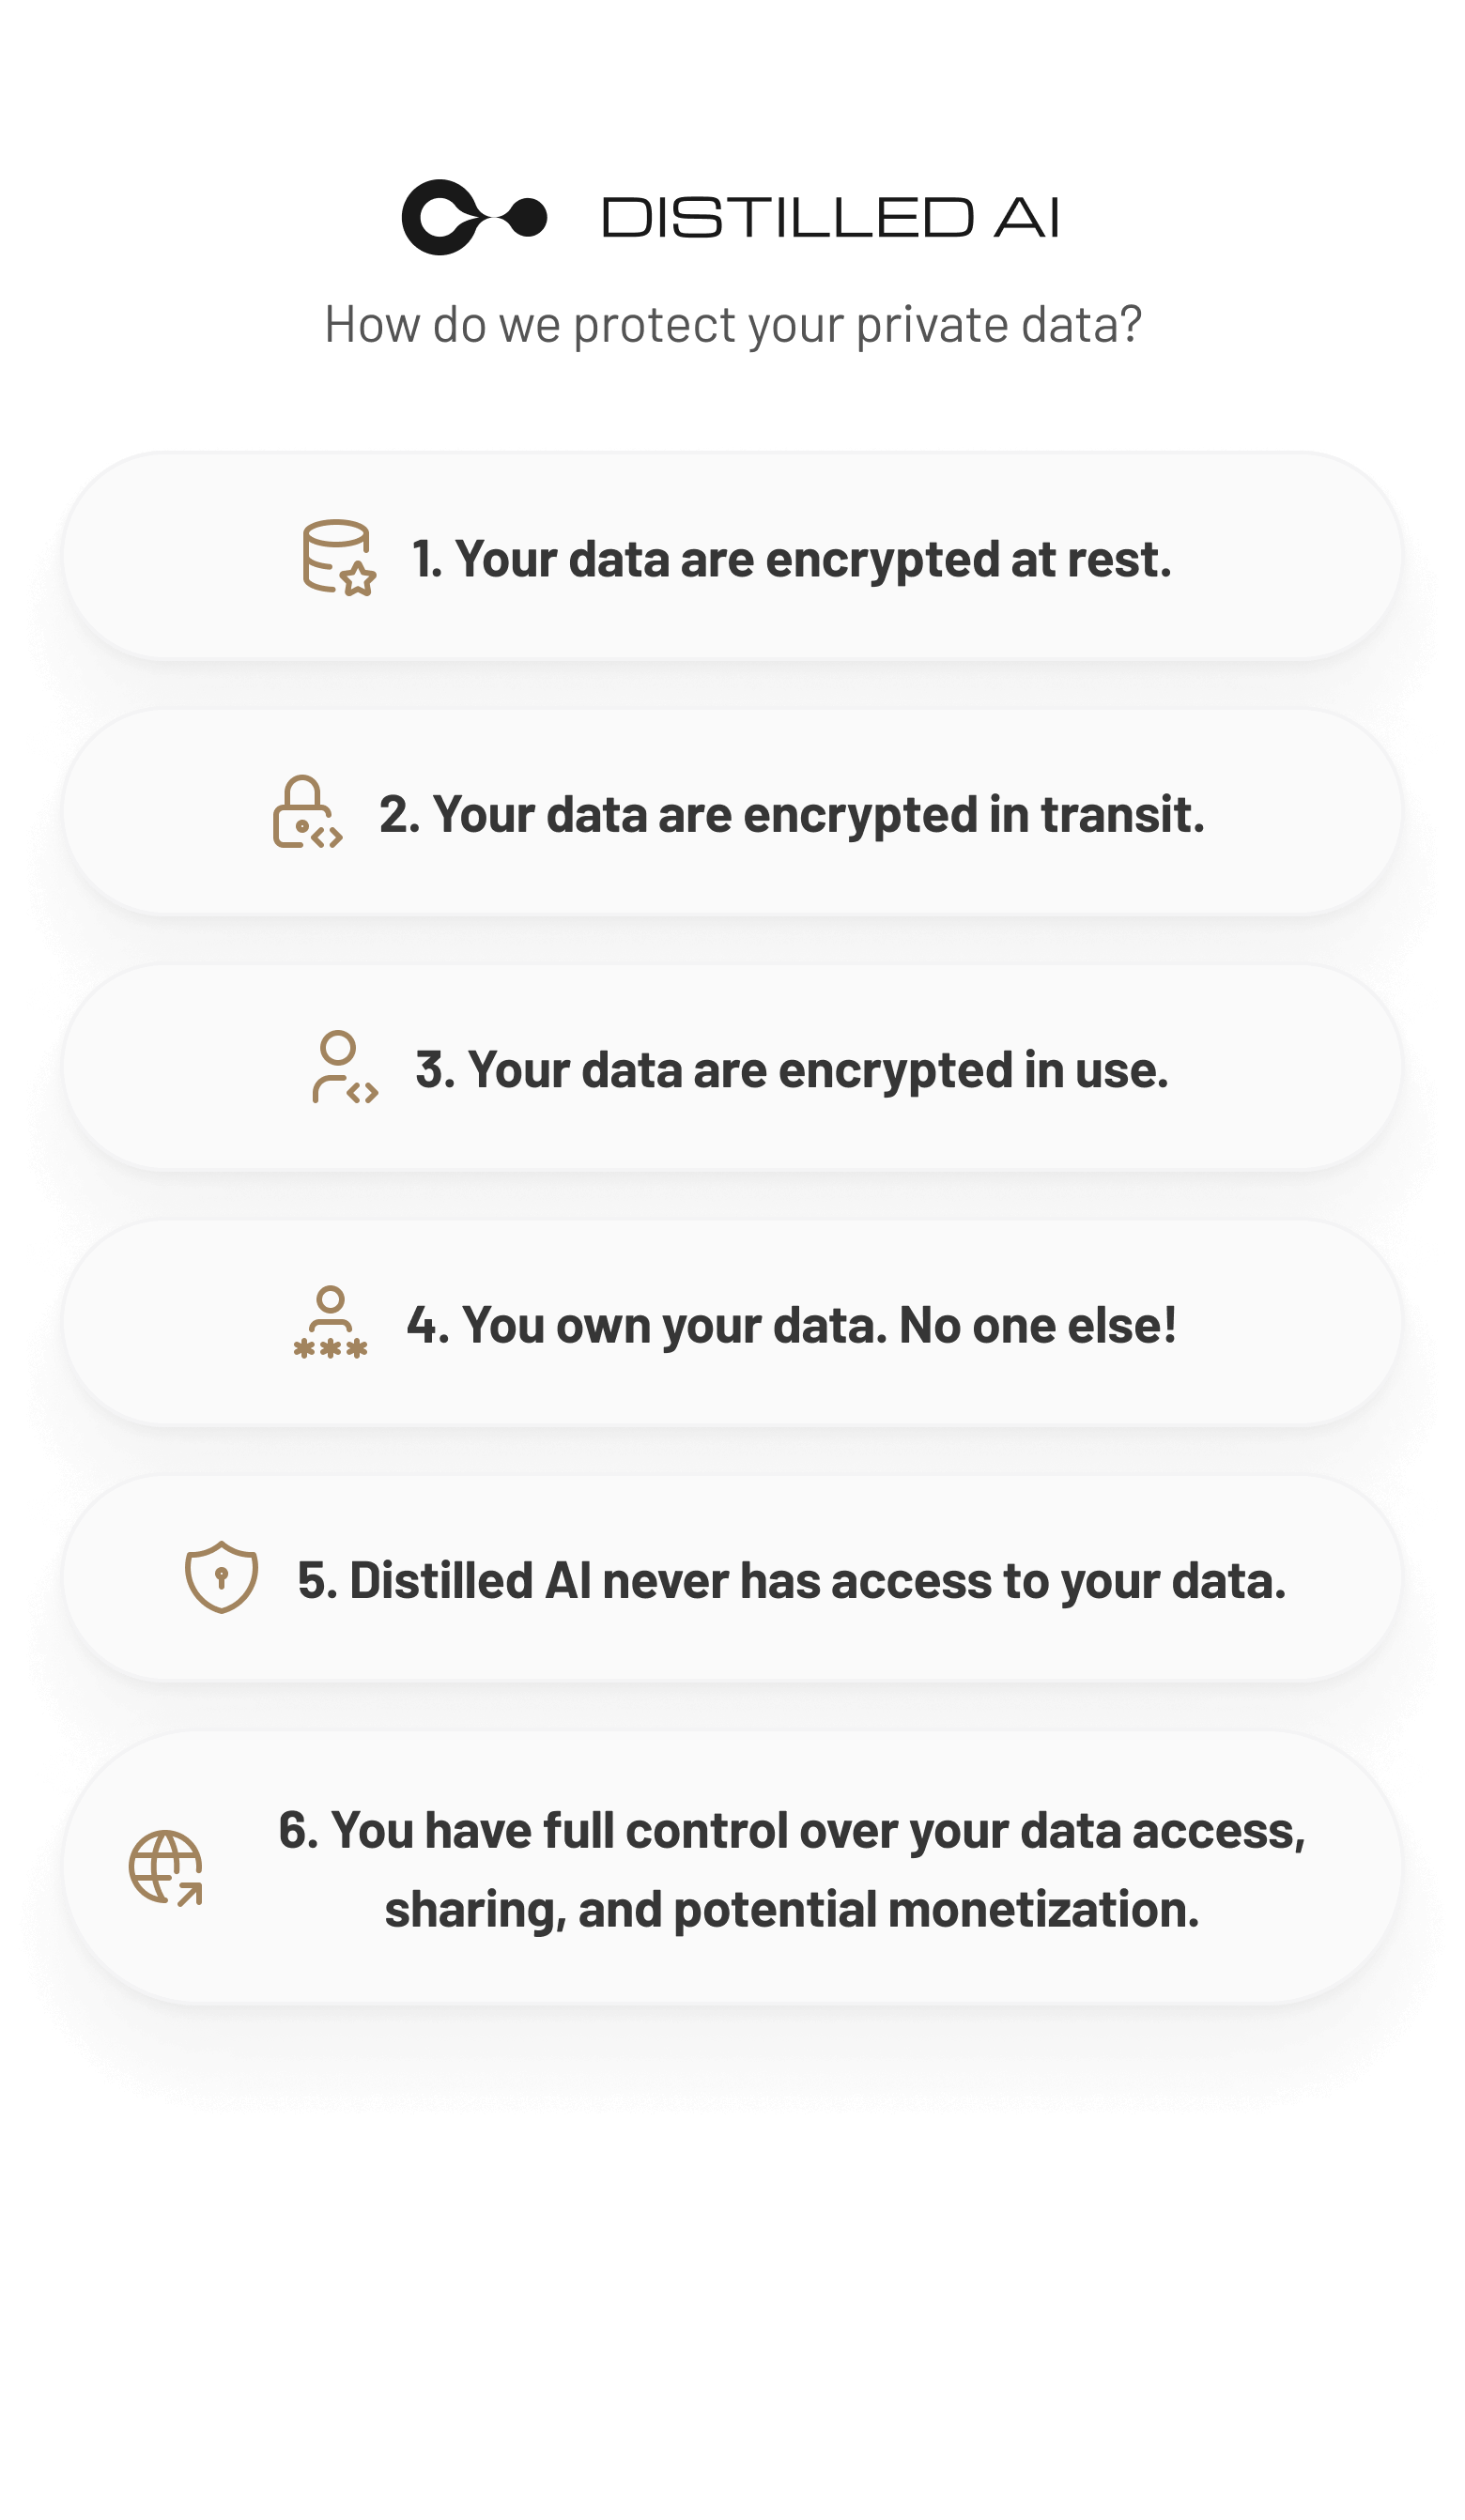 DISTILLED AI
How do we protect your private data?
1. Your data are encrypted at rest.
2. Your data are encrypted in transit.
3. Your data are encrypted in use.
4. You own your data. No one else!
5. Distilled AI never has access to your data.
6. You have full control over your data access,
sharing, and potential monetization.